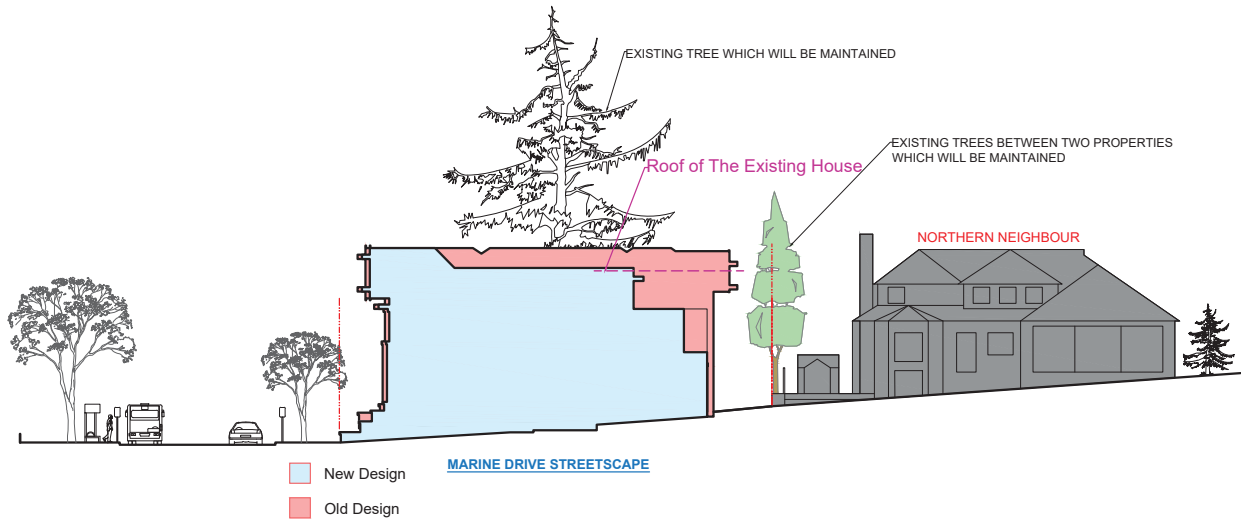 EXISTING TREE WHICH WILL BE MAINTAINED
EXISTING TREES BETWEEN TWO PROPERTIES
WHICH WILL BE MAINTAINED
Roof of The Existing House
NORTHERN NEIGHBOUR
MARINE DRIVE STREETSCAPE
New Design
Old Design